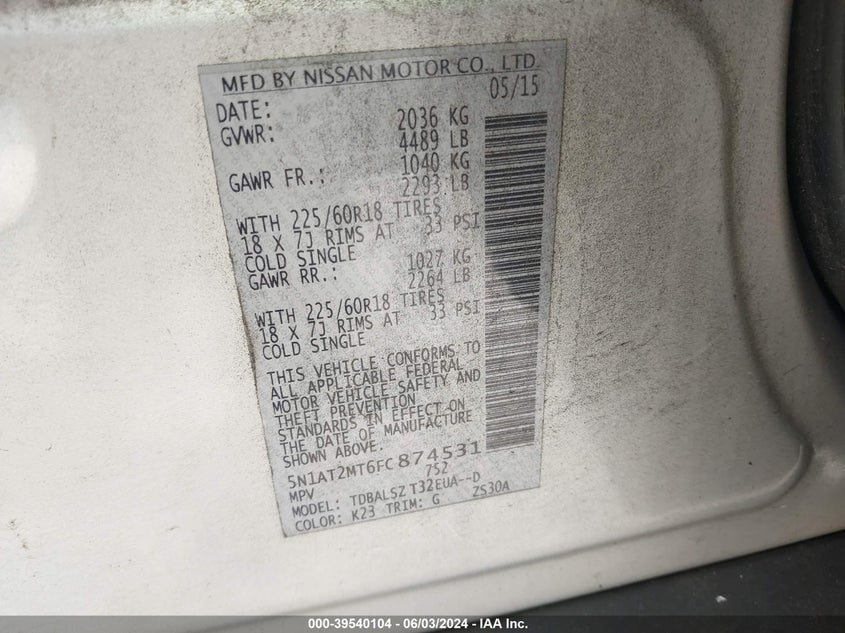 MFD BY NISSAN MOTOR CO., LTD.
DATE: 05/15
GVWR: 2036 KG
4489 LB
GAWR FR.: 1040 KG
2293 LB
WITH 225/60R18 TIRES
18 X 7J RIMS AT 33 PSI
COLD SINGLE
GAWR RR.: 1027 KG
2264 LB
WITH 225/60R18 TIRES
18 X 7J RIMS AT 33 PSI
COLD SINGLE
THIS VEHICLE CONFORMS TO
ALL APPLICABLE FEDERAL
MOTOR VEHICLE SAFETY AND
THEFT PREVENTION
STANDARDS IN EFFECT ON
THE DATE OF MANUFACTURE
5N1AT2MT6FC874531
MPV 752
MODEL: TDBALSZ T32EUA--D
COLOR: K23 TRIM: G ZS30A
000-39540104 - 06/03/2024 - IAA Inc.